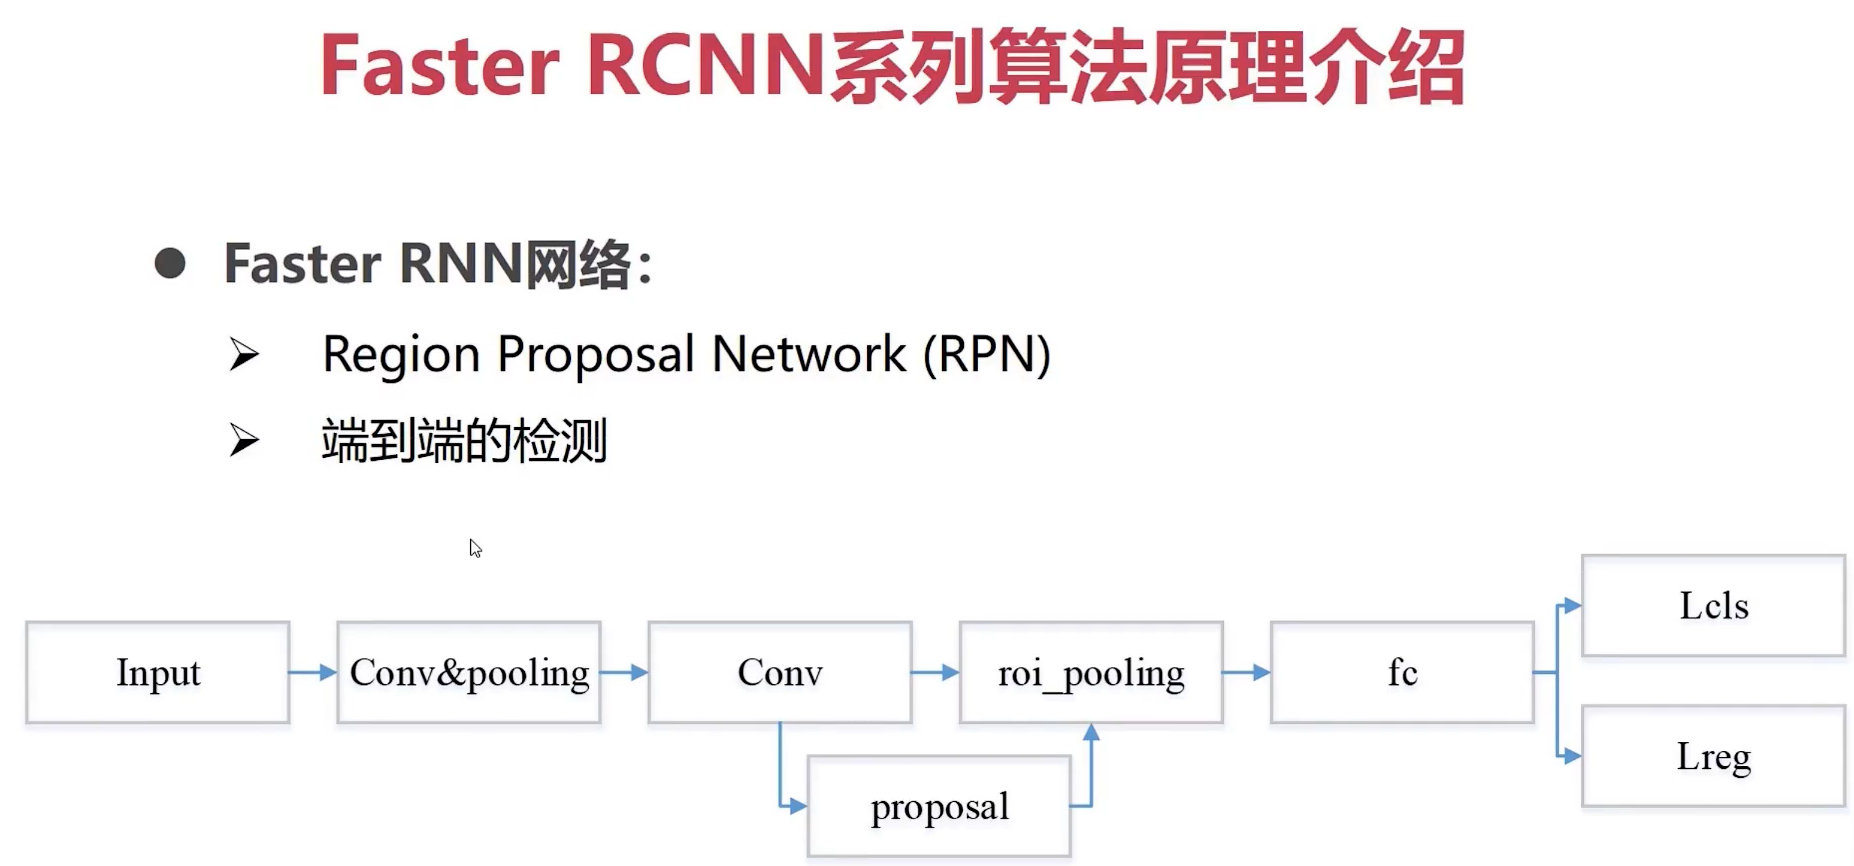 Faster RCNN系列算法原理介绍
Faster RNN网络：
Region Proposal Network (RPN)
端到端的检测
Input
Conv&pooling
Conv
roi_pooling
fc
Lcls
Lreg
proposal